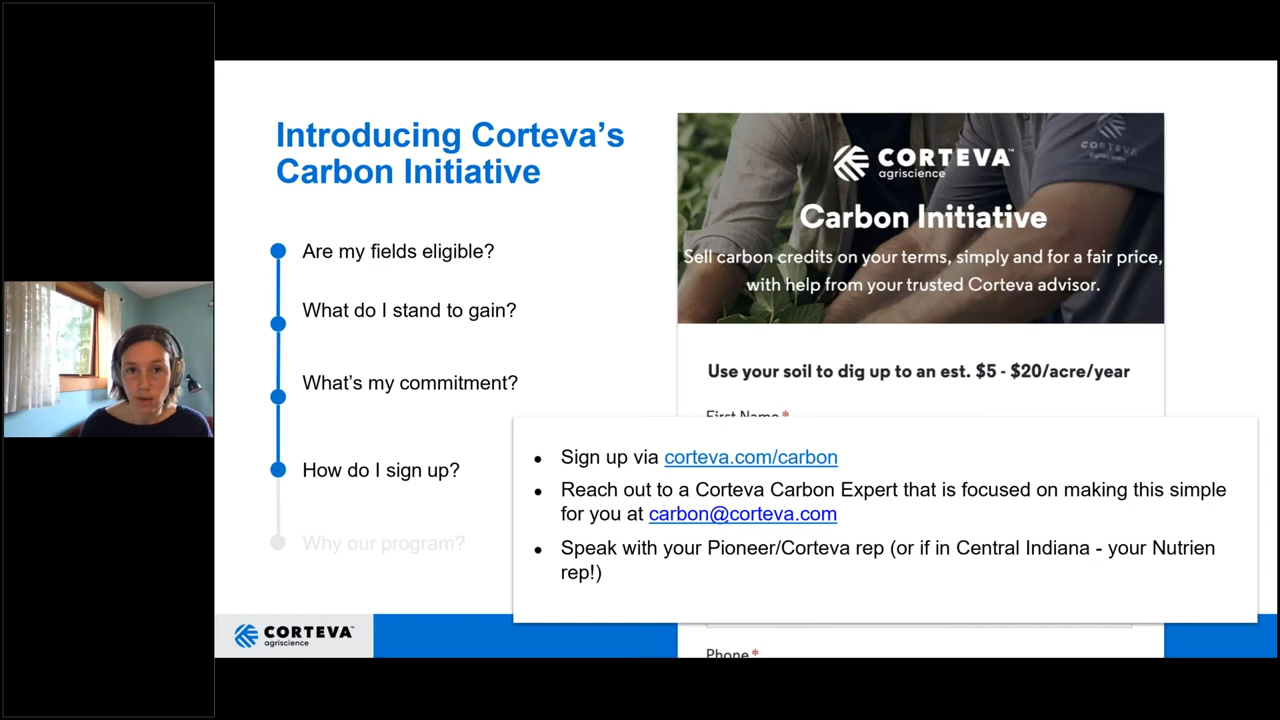 Introducing Corteva's
Carbon Initiative
Are my fields eligible?
What do I stand to gain?
What's my commitment?
How do I sign up?
Why our program?
CORTEVA™
agriscience
CORTEVA
Carbon Initiative
Sell carbon credits on your terms, simply and for a fair price,
with help from your trusted Corteva advisor.
Use your soil to dig up to an est. $5 - $20/acre/year
First Name*
• Sign up via corteva.com/carbon
• Reach out to a Corteva Carbon Expert that is focused on making this simple
for you at carbon@corteva.com
• Speak with your Pioneer/Corteva rep (or if in Central Indiana - your Nutrien
rep!)
Phone*
CORTEVA™
agriscience